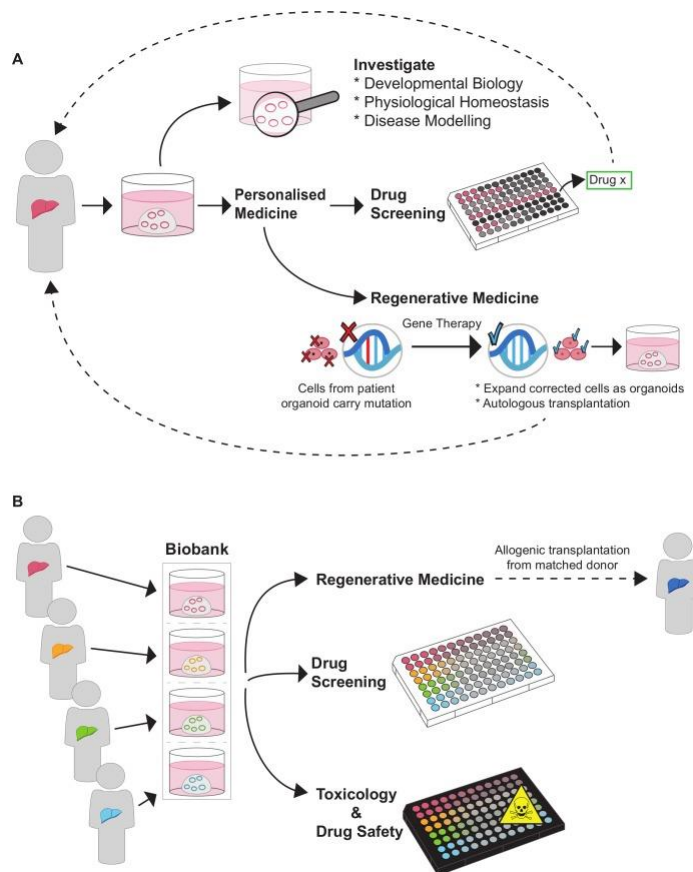 A
Investigate
* Developmental Biology
* Physiological Homeostasis
* Disease Modelling
Personalised
Medicine
Drug
Screening
Drug x
Regenerative Medicine
Gene Therapy
Cells from patient
organoid carry mutation
* Expand corrected cells as organoids
* Autologous transplantation
B
Biobank
Regenerative Medicine
Allogenic transplantation
from matched donor
Drug
Screening
Toxicology
&
Drug Safety